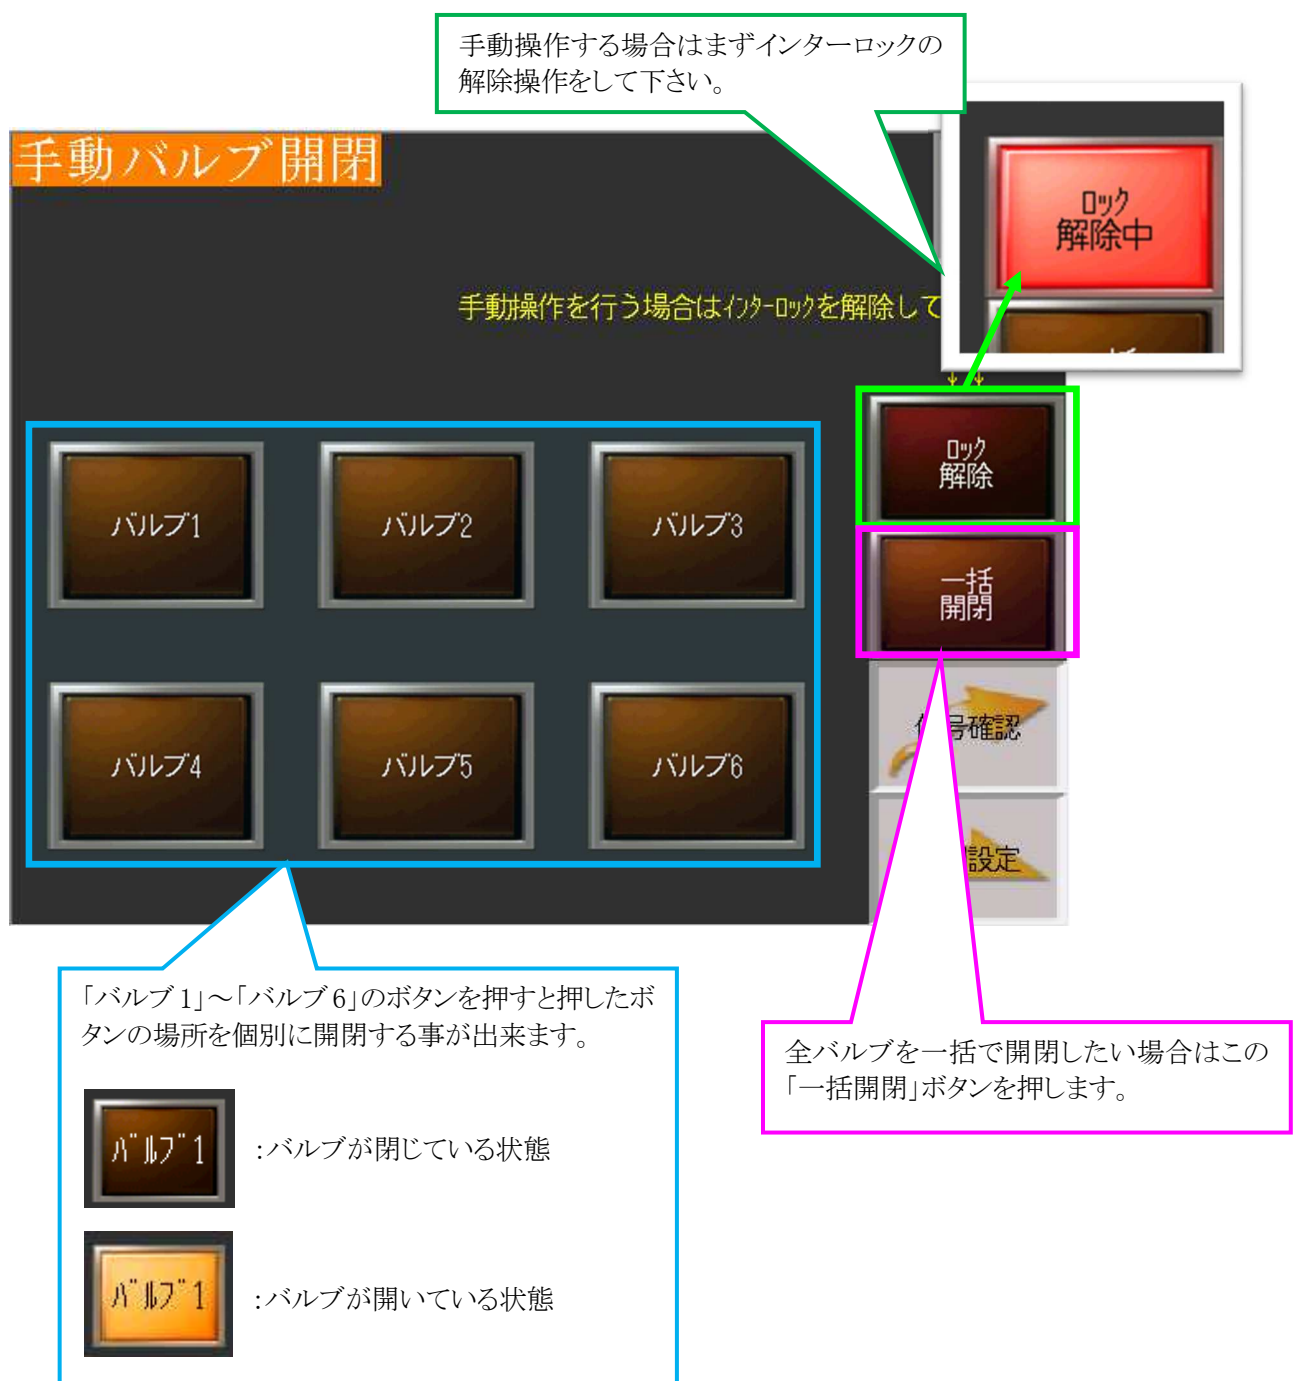 手動操作する場合はまずインターロックの
解除操作をして下さい。
手動バルブ開閉
ロック
解除中
手動操作を行う場合はインターロックを解除して
ロック
解除
バルブ1
バルブ2
バルブ3
一括
開閉
バルブ4
バルブ5
バルブ6
号確認
設定
「バルブ1」～「バルブ6」のボタンを押すと押したボ
タンの場所を個別に開閉する事が出来ます。
全バルブを一括で開閉したい場合はこの
「一括開閉」ボタンを押します。
バルブ1
:バルブが閉じている状態
バルブ1
:バルブが開いている状態